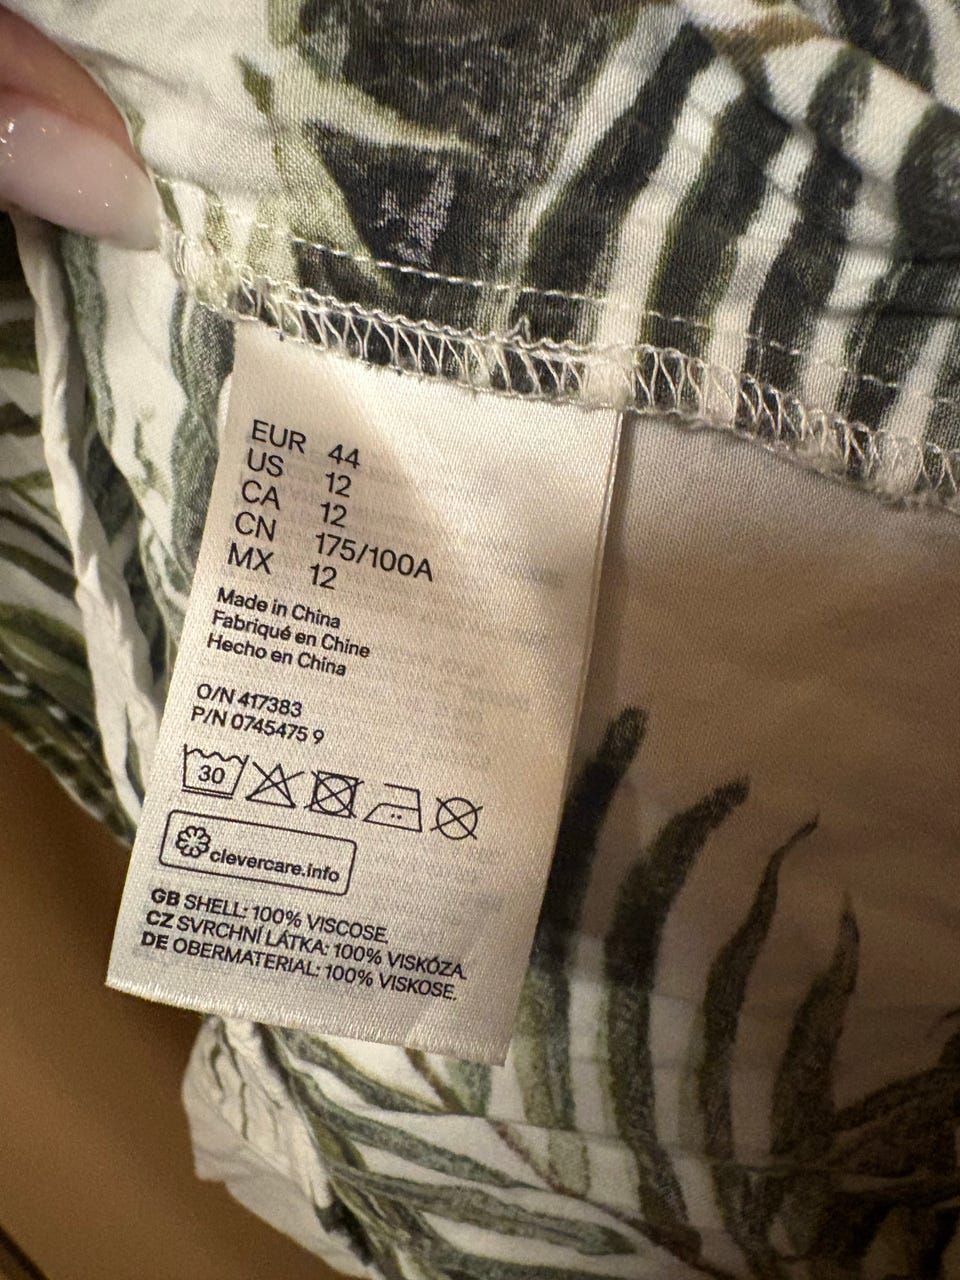 EUR 44
US 12
CA 12
CN 175/100A
MX 12
Made in China
Fabriqué en Chine
Hecho en China
O/N 417383
P/N 0745475 9
30
clevercare.info
GB SHELL: 100% VISCOSE.
CZ SVRCHNÍ LÁTKA: 100% VISKÓZA.
DE OBERMATERIAL: 100% VISKOSE.